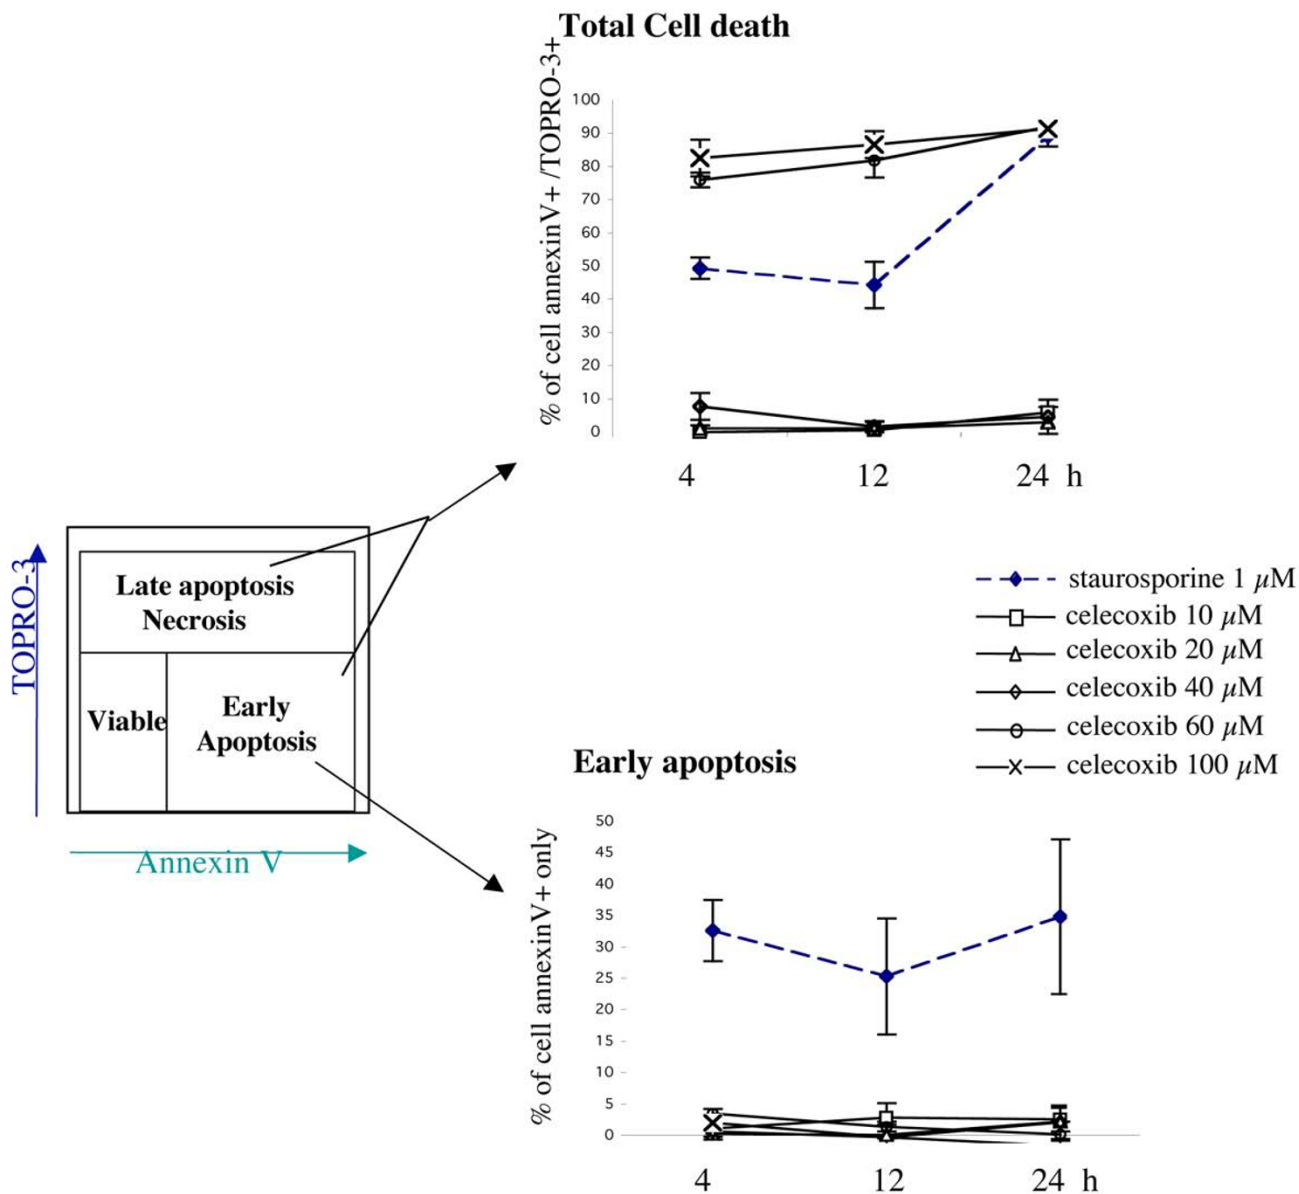 Total Cell death
% of cell annexinV+ /TOPRO-3+
100
90
80
70
60
50
40
30
20
10
0
4 12 24 h
TOPRO-3
Late apoptosis
Necrosis
Viable
Early
Apoptosis
Annexin V
staurosporine 1 µM
celecoxib 10 µM
celecoxib 20 µM
celecoxib 40 µM
celecoxib 60 µM
celecoxib 100 µM
Early apoptosis
% of cell annexinV+ only
50
45
40
35
30
25
20
15
10
5
0
4 12 24 h